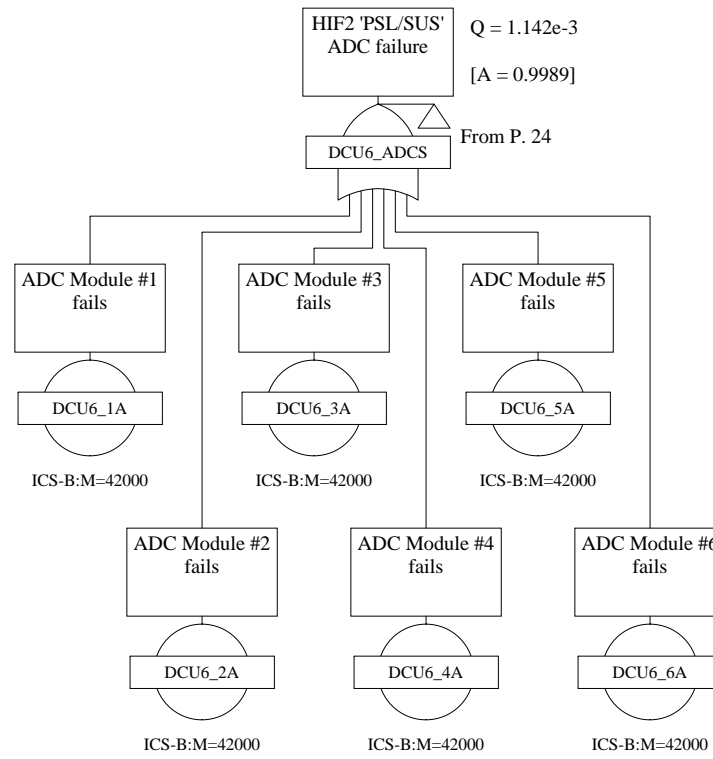 HIF2 'PSL/SUS'
ADC failure
Q = 1.142e-3
[A = 0.9989]
From P. 24
DCU6_ADCS
ADC Module #1
fails
DCU6_1A
ICS-B:M=42000
ADC Module #3
fails
DCU6_3A
ICS-B:M=42000
ADC Module #5
fails
DCU6_5A
ICS-B:M=42000
ADC Module #2
fails
DCU6_2A
ICS-B:M=42000
ADC Module #4
fails
DCU6_4A
ICS-B:M=42000
ADC Module #6
fails
DCU6_6A
ICS-B:M=42000